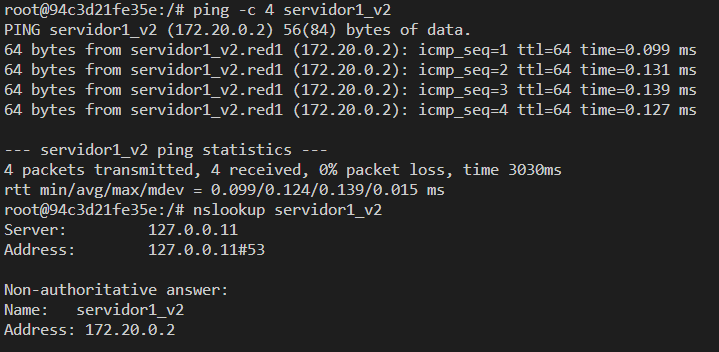 root@94c3d21fe35e:/# ping -c 4 servidor1_v2
PING servidor1_v2 (172.20.0.2) 56(84) bytes of data.
64 bytes from servidor1_v2.red1 (172.20.0.2): icmp_seq=1 ttl=64 time=0.099 ms
64 bytes from servidor1_v2.red1 (172.20.0.2): icmp_seq=2 ttl=64 time=0.131 ms
64 bytes from servidor1_v2.red1 (172.20.0.2): icmp_seq=3 ttl=64 time=0.139 ms
64 bytes from servidor1_v2.red1 (172.20.0.2): icmp_seq=4 ttl=64 time=0.127 ms

--- servidor1_v2 ping statistics ---
4 packets transmitted, 4 received, 0% packet loss, time 3030ms
rtt min/avg/max/mdev = 0.099/0.124/0.139/0.015 ms
root@94c3d21fe35e:/# nslookup servidor1_v2
Server:         127.0.0.11
Address:        127.0.0.11#53

Non-authoritative answer:
Name:   servidor1_v2
Address: 172.20.0.2